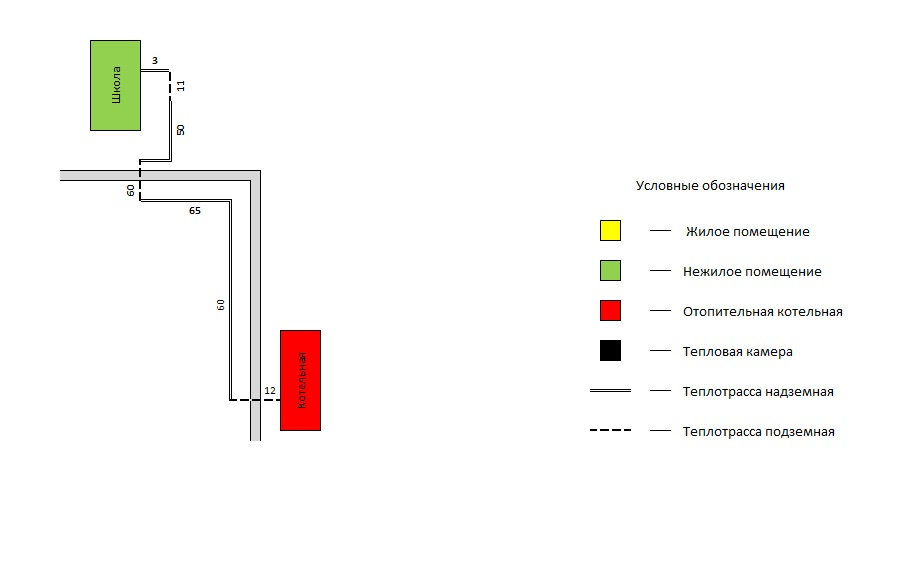 3
Школа
11
50
60
65
60
12
Котельная
Условные обозначения
Жилое помещение
Нежилое помещение
Отопительная котельная
Тепловая камера
Теплотрасса надземная
Теплотрасса подземная